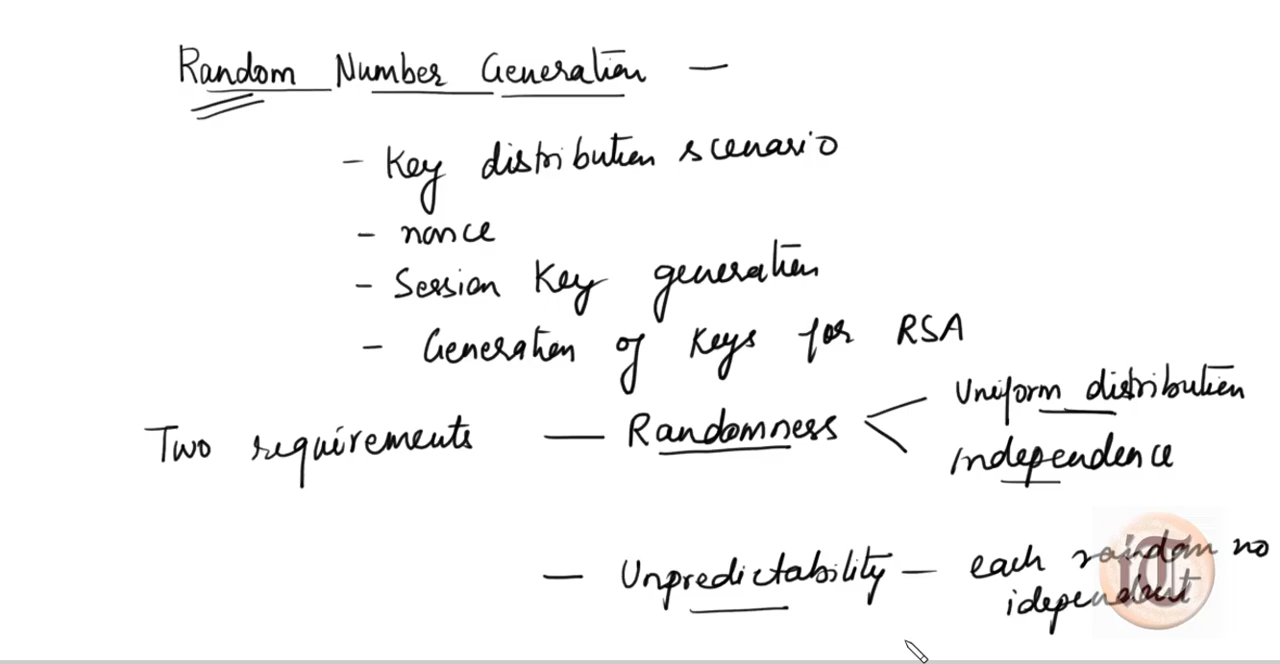 Random Number Generation —
- Key distribution scenario
- nonce
- Session Key generation
- Generation of Keys for RSA
Two requirements — Randomness < Uniform distribution
Independence
- Unpredictability — each random no
idependent